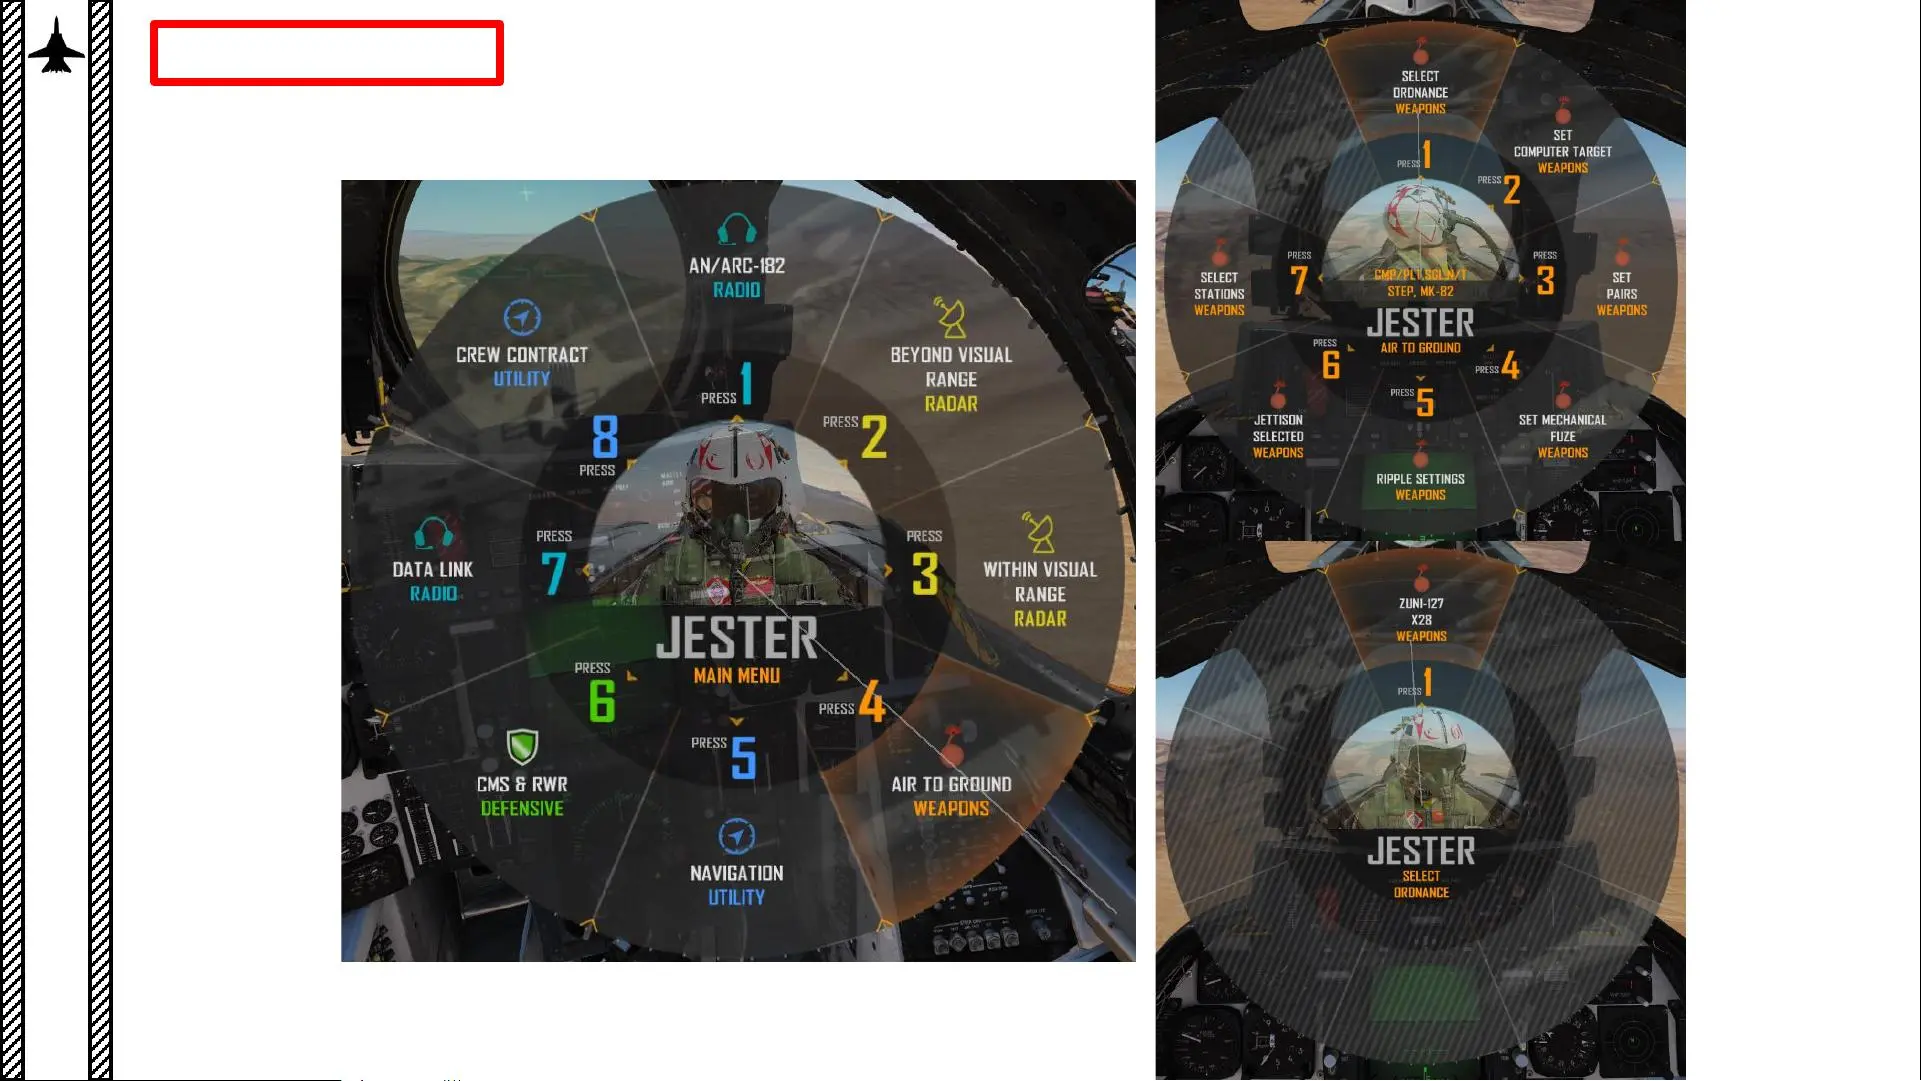 AN/ARC-182
RADIO
BEYOND VISUAL
RANGE
RADAR
WITHIN VISUAL
RANGE
RADAR
AIR TO GROUND
WEAPONS
NAVIGATION
UTILITY
CMS & RWR
DEFENSIVE
DATA LINK
RADIO
CREW CONTRACT
UTILITY
PRESS 1
PRESS 2
PRESS
3
PRESS 4
PRESS 5
PRESS
6
PRESS
7
8
PRESS
JESTER
MAIN MENU
SELECT
ORDNANCE
WEAPONS
SET
COMPUTER TARGET
WEAPONS
SET
PAIRS
WEAPONS
SET MECHANICAL
FUZE
WEAPONS
RIPPLE SETTINGS
WEAPONS
JETTISON
SELECTED
WEAPONS
SELECT
STATIONS
WEAPONS
PRESS 1
PRESS 2
PRESS
3
PRESS 4
PRESS 5
PRESS
6
PRESS
7
CMP/PLT,SGL,N/T
STEP, MK-82
JESTER
AIR TO GROUND
ZUNI-127
X28
WEAPONS
PRESS 1
JESTER
SELECT
ORDNANCE